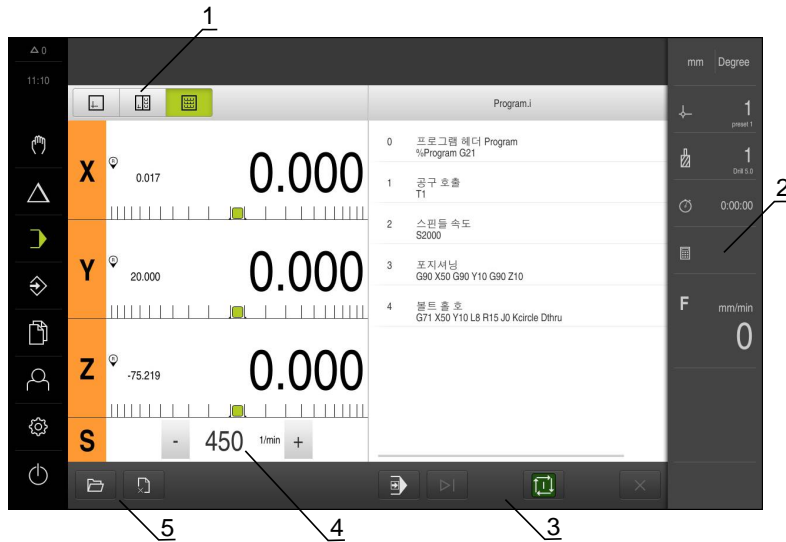 1
0
11:10
mm Degree
Program.i
X
R
0.017
0.000
Y
R
20.000
0.000
Z
R
-75.219
0.000
S
-
450
1/min
+
0 프로그램 헤더 Program
%Program G21
1 공구 호출
T1
2 스핀들 속도
S2000
3 포지셔닝
G90 X50 G90 Y10 G90 Z10
4 볼트 홀 호
G71 X50 Y10 L8 R15 J0 Kcircle Dthru
1
preset 1
1
Drill 5.0
0:00:00
2
F mm/min
0
5
4
3